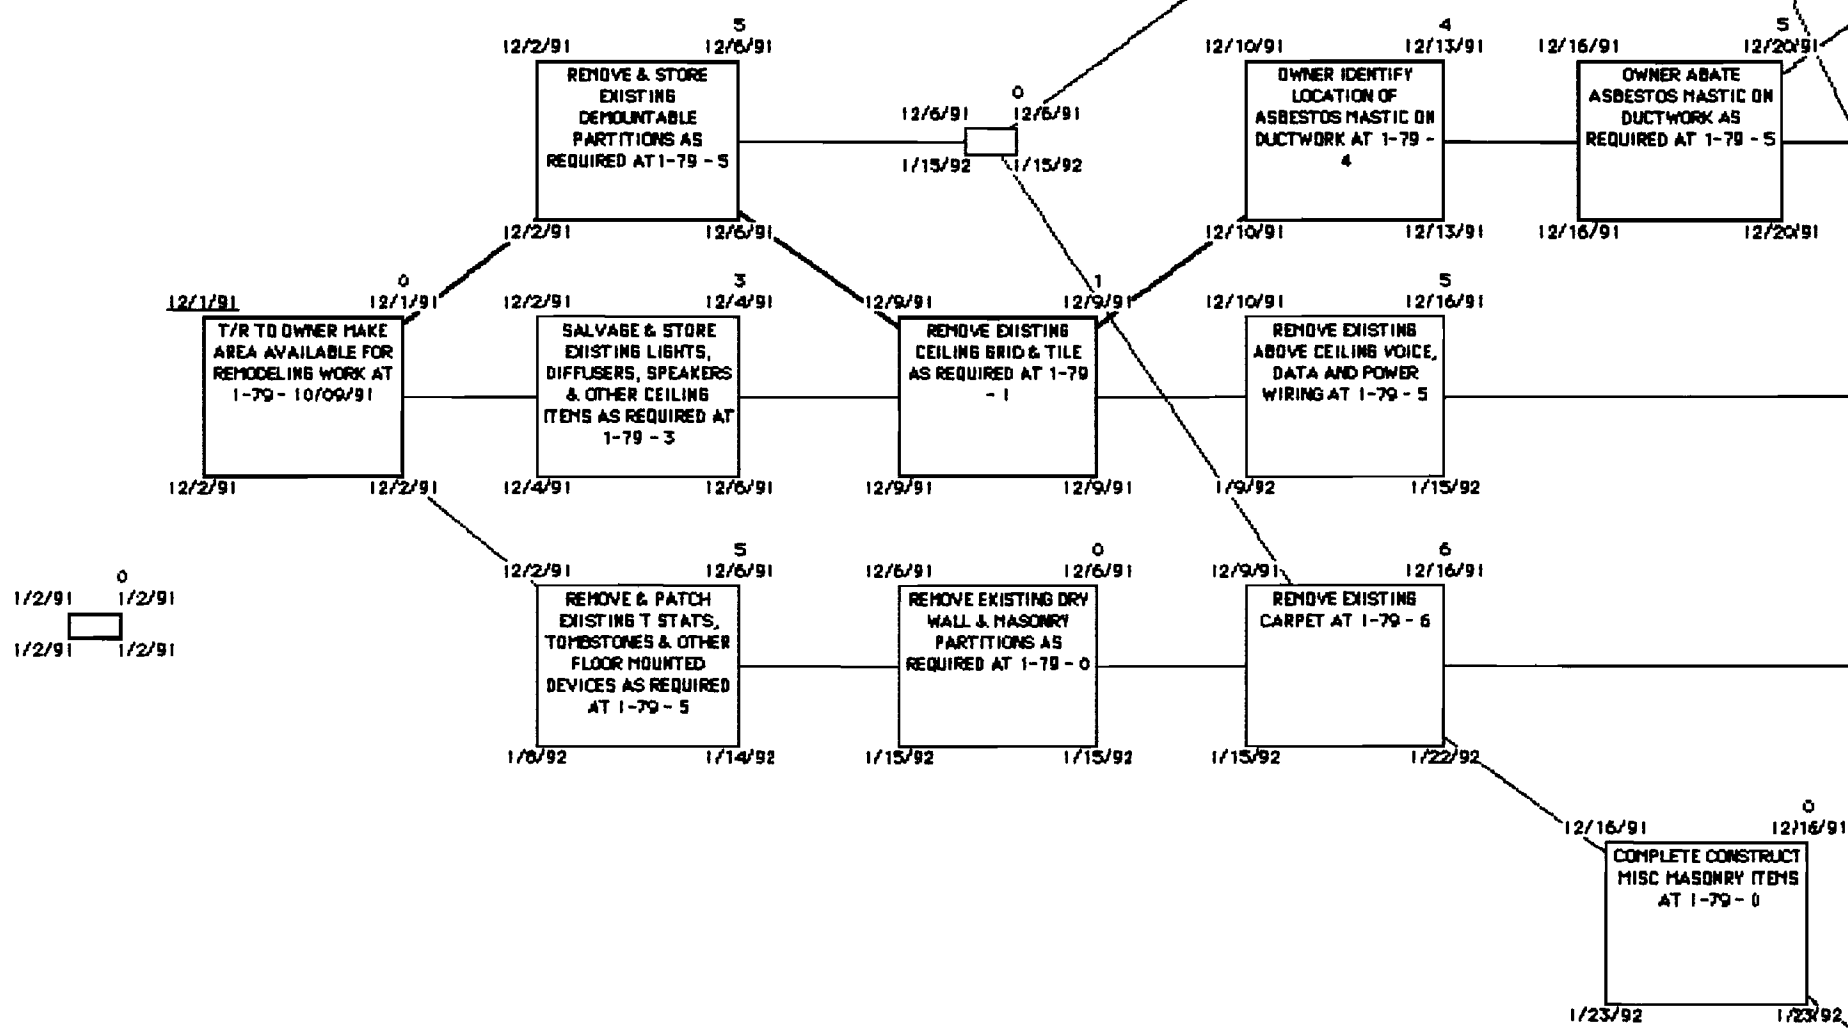 5
12/2/91 12/6/91
REMOVE & STORE
EXISTING
DEMOUNTABLE
PARTITIONS AS
REQUIRED AT 1-79 - 5
12/2/91 12/6/91
0
12/6/91 12/6/91
1/15/92 1/15/92
4
12/10/91 12/13/91
OWNER IDENTIFY
LOCATION OF
ASBESTOS MASTIC ON
DUCTWORK AT 1-79 -
4
12/10/91 12/13/91
5
12/16/91 12/20/91
OWNER ABATE
ASBESTOS MASTIC ON
DUCTWORK AS
REQUIRED AT 1-79 - 5
12/16/91 12/20/91
0
12/1/91 12/1/91
T/R TO OWNER MAKE
AREA AVAILABLE FOR
REMODELING WORK AT
1-79 - 10/09/91
12/2/91 12/2/91
3
12/2/91 12/4/91
SALVAGE & STORE
EXISTING LIGHTS,
DIFFUSERS, SPEAKERS
& OTHER CEILING
ITEMS AS REQUIRED AT
1-79 - 3
12/4/91 12/6/91
1
12/9/91 12/9/91
REMOVE EXISTING
CEILING GRID & TILE
AS REQUIRED AT 1-79
- 1
12/9/91 12/9/91
5
12/10/91 12/16/91
REMOVE EXISTING
ABOVE CEILING VOICE,
DATA AND POWER
WIRING AT 1-79 - 5
1/9/92 1/15/92
0
1/2/91 1/2/91
1/2/91 1/2/91
5
12/2/91 12/6/91
REMOVE & PATCH
EXISTING T STATS,
TOMBSTONES & OTHER
FLOOR MOUNTED
DEVICES AS REQUIRED
AT 1-79 - 5
1/8/92 1/14/92
0
12/6/91 12/6/91
REMOVE EXISTING DRY
WALL & MASONRY
PARTITIONS AS
REQUIRED AT 1-79 - 0
1/15/92 1/15/92
6
12/9/91 12/16/91
REMOVE EXISTING
CARPET AT 1-79 - 6
1/15/92 1/22/92
0
12/16/91 12/16/91
COMPLETE CONSTRUCT
MISC MASONRY ITEMS
AT 1-79 - 0
1/23/92 1/23/92